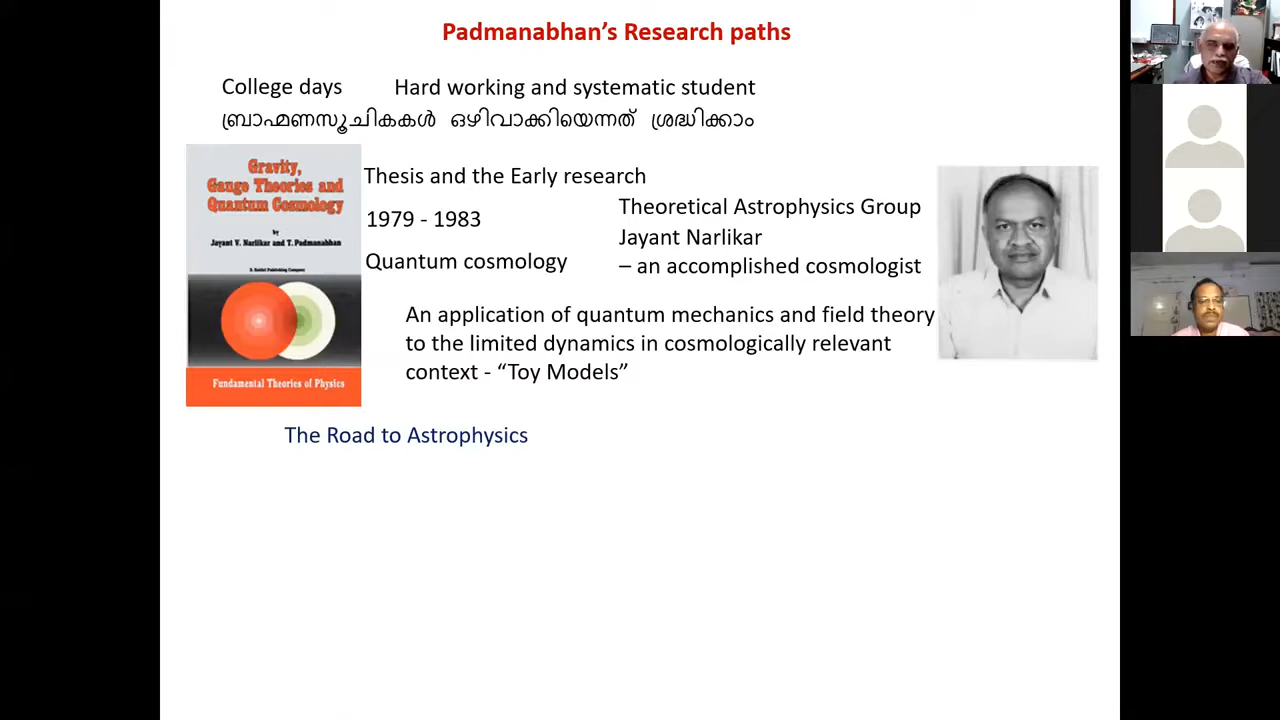 Padmanabhan's Research paths
College days Hard working and systematic student
ബ്രാഹ്മണസൂചികകൾ ഒഴിവാക്കിയെന്നത് ശ്രദ്ധിക്കാം
Gravity,
Gauge Theories and
Quantum Cosmology
by
Jayant V. Narlikar and T. Padmanabhan
D. Reidel Publishing Company
Fundamental Theories of Physics
Thesis and the Early research
1979 - 1983
Quantum cosmology
Theoretical Astrophysics Group
Jayant Narlikar
– an accomplished cosmologist
An application of quantum mechanics and field theory
to the limited dynamics in cosmologically relevant
context - “Toy Models”
The Road to Astrophysics